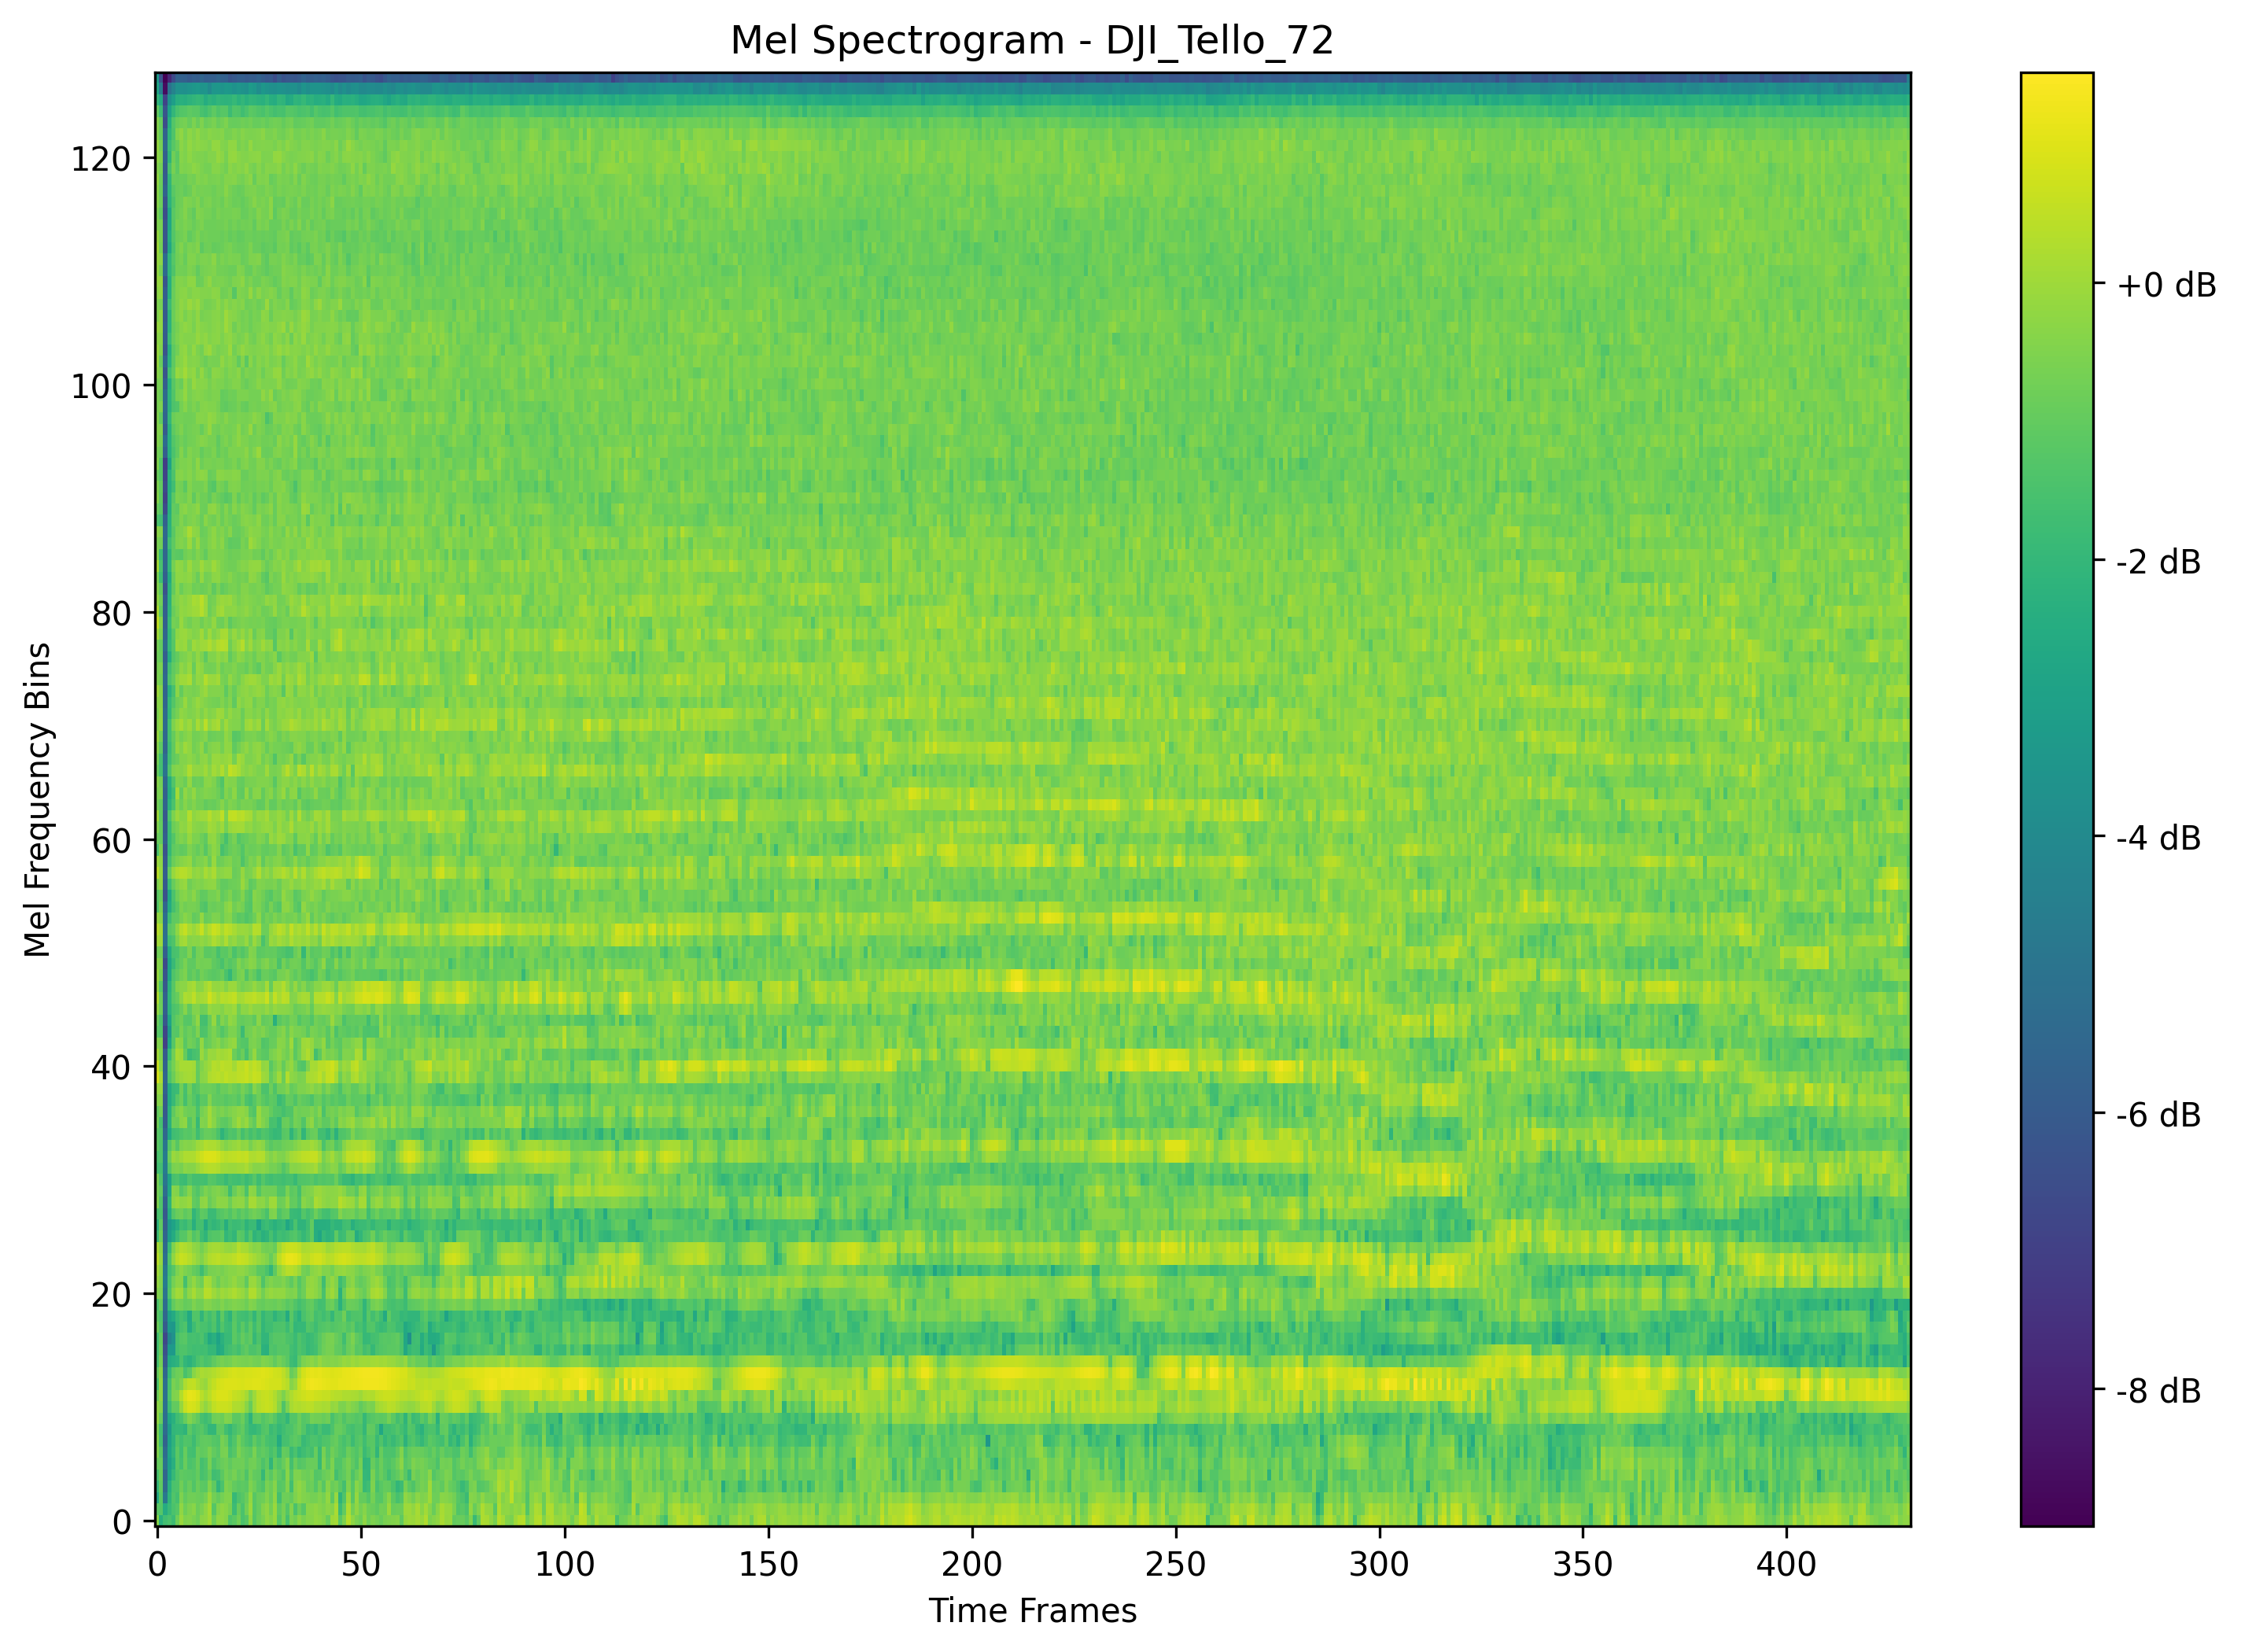 Mel Spectrogram - DJI_Tello_72
120
100
80
60
40
20
0
Mel Frequency Bins
0 50 100 150 200 250 300 350 400
Time Frames
+0 dB
-2 dB
-4 dB
-6 dB
-8 dB